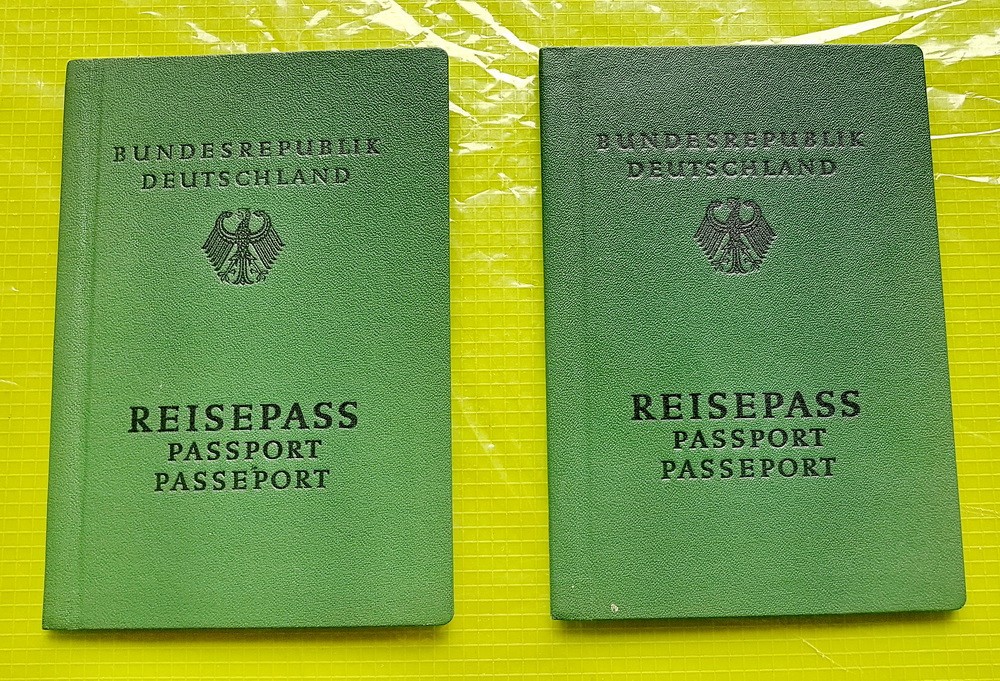 BUNDESREPUBLIK
DEUTSCHLAND
REISEPASS
PASSPORT
PASSEPORT
BUNDESREPUBLIK
DEUTSCHLAND
REISEPASS
PASSPORT
PASSEPORT